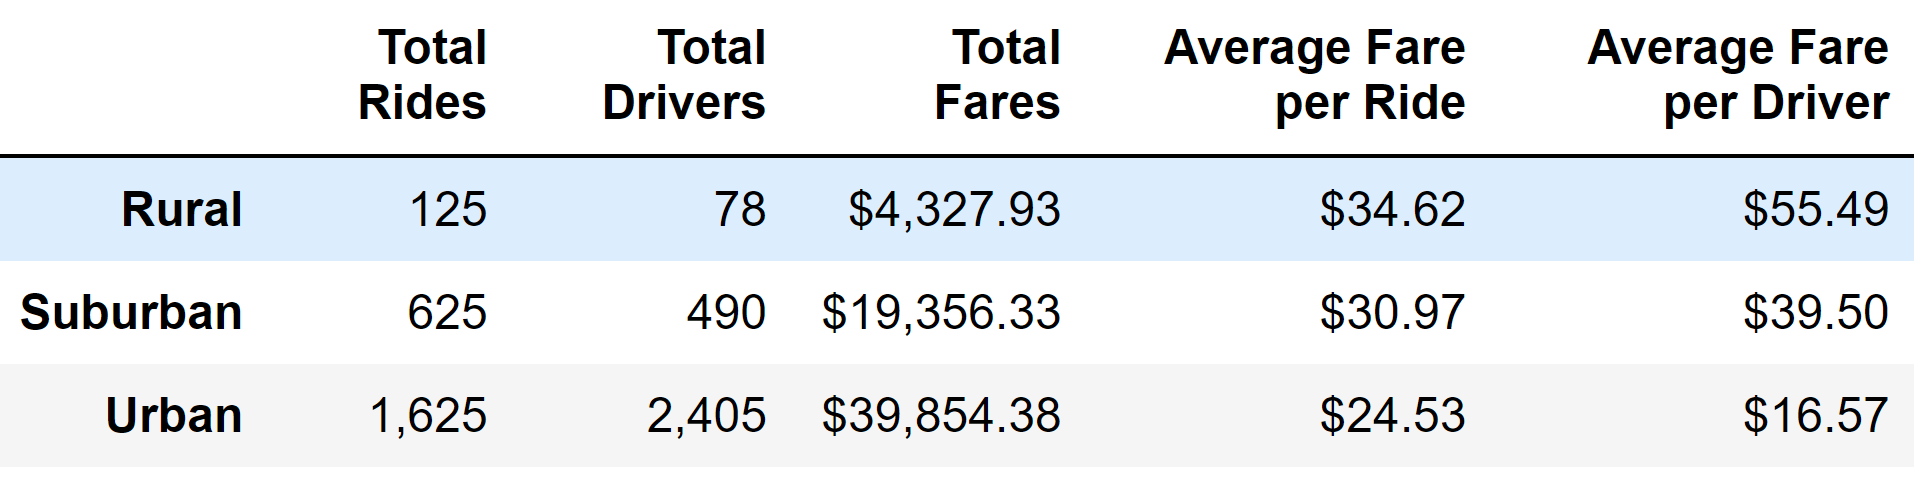 Total Rides Total Drivers Total Fares Average Fare per Ride Average Fare per Driver
Rural 125 78 $4,327.93 $34.62 $55.49
Suburban 625 490 $19,356.33 $30.97 $39.50
Urban 1,625 2,405 $39,854.38 $24.53 $16.57